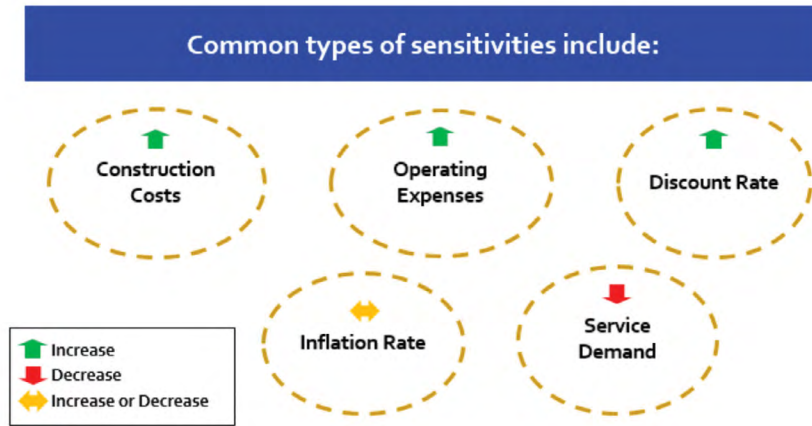 Common types of sensitivities include:
Construction
Costs
Operating
Expenses
Discount Rate
Inflation Rate
Service
Demand
Increase
Decrease
Increase or Decrease